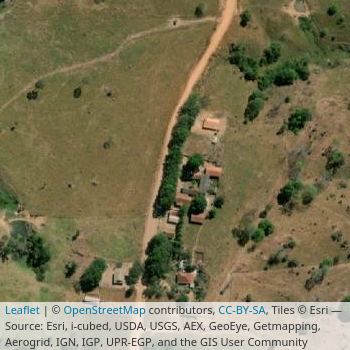 Leaflet | © OpenStreetMap contributors, CC-BY-SA, Tiles © Esri —
Source: Esri, i-cubed, USDA, USGS, AEX, GeoEye, Getmapping,
Aerogrid, IGN, IGP, UPR-EGP, and the GIS User Community